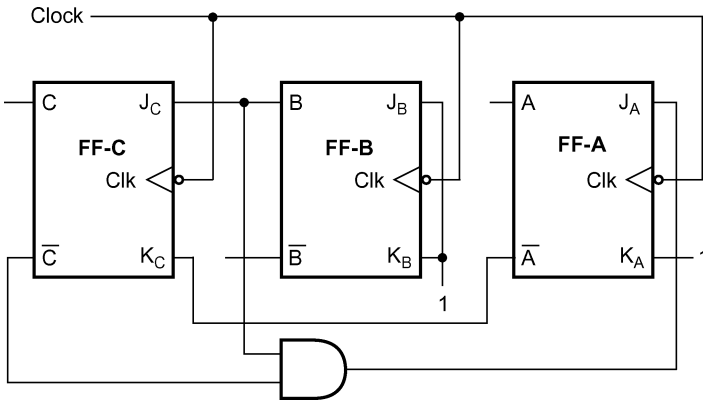 Clock
C J_C B J_B A J_A
FF-C FF-B FF-A
Clk Clk Clk
C̅ K_C B̅ K_B A̅ K_A 1
1